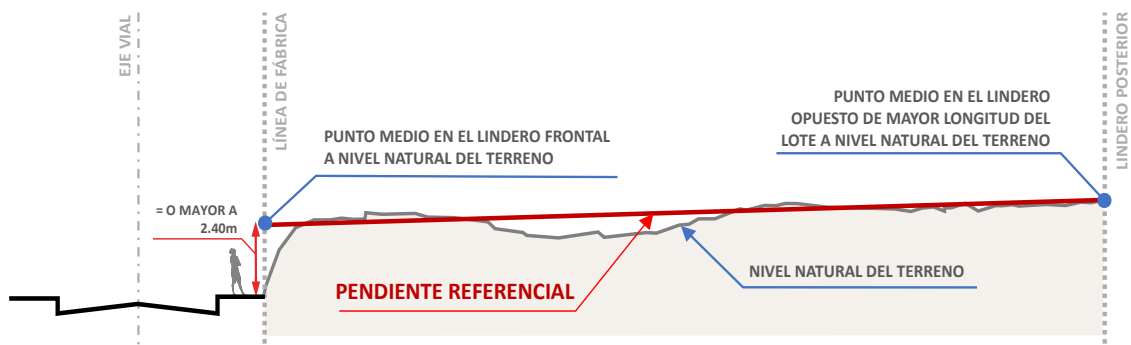 EJE VIAL
LÍNEA DE FÁBRICA
PUNTO MEDIO EN EL LINDERO FRONTAL
A NIVEL NATURAL DEL TERRENO
PUNTO MEDIO EN EL LINDERO
OPUESTO DE MAYOR LONGITUD DEL
LOTE A NIVEL NATURAL DEL TERRENO
LINDERO POSTERIOR
= O MAYOR A
2.40m
NIVEL NATURAL DEL TERRENO
PENDIENTE REFERENCIAL